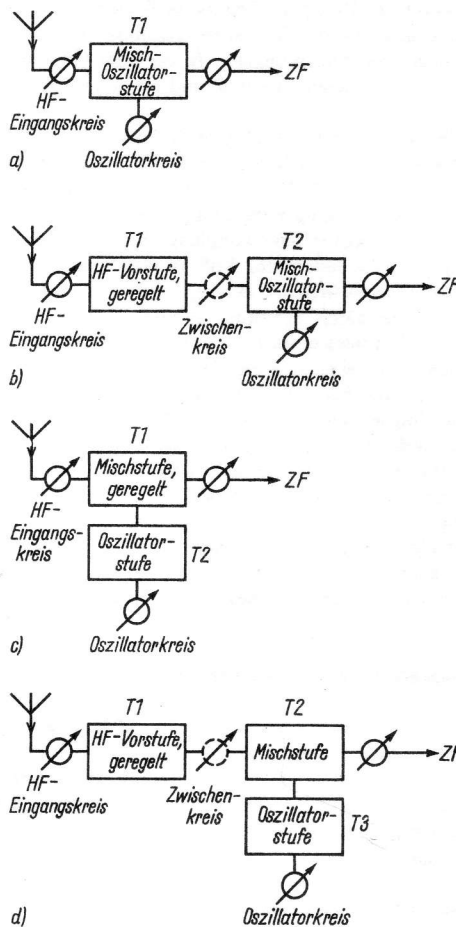 T1
Misch-
Oszillator-
stufe
ZF
HF-
Eingangskreis
Oszillatorkreis
a)
T1
T2
HF-Vorstufe,
geregelt
Misch-
Oszillator-
stufe
ZF
HF-
Eingangskreis
Zwischen-
kreis
Oszillatorkreis
b)
T1
Mischstufe,
geregelt
ZF
HF-
Eingangs-
kreis
Oszillator-
stufe
T2
Oszillatorkreis
c)
T1
T2
HF-Vorstufe,
geregelt
Mischstufe
ZF
HF-
Eingangskreis
Zwischen-
kreis
Oszillator-
stufe
T3
Oszillatorkreis
d)